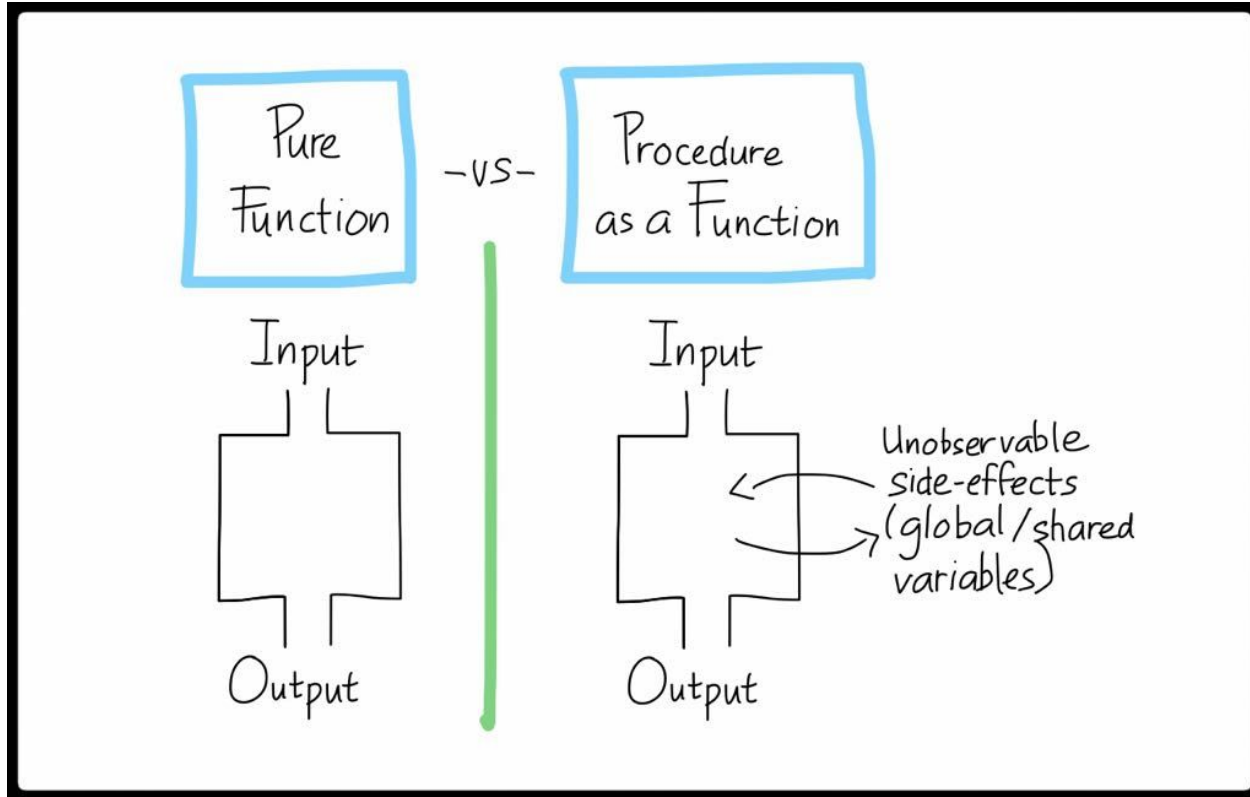 Pure
Function
-vs-
Procedure
as a Function
Input
Output
Input
Output
Unobservable
side-effects
(global/shared
variables)